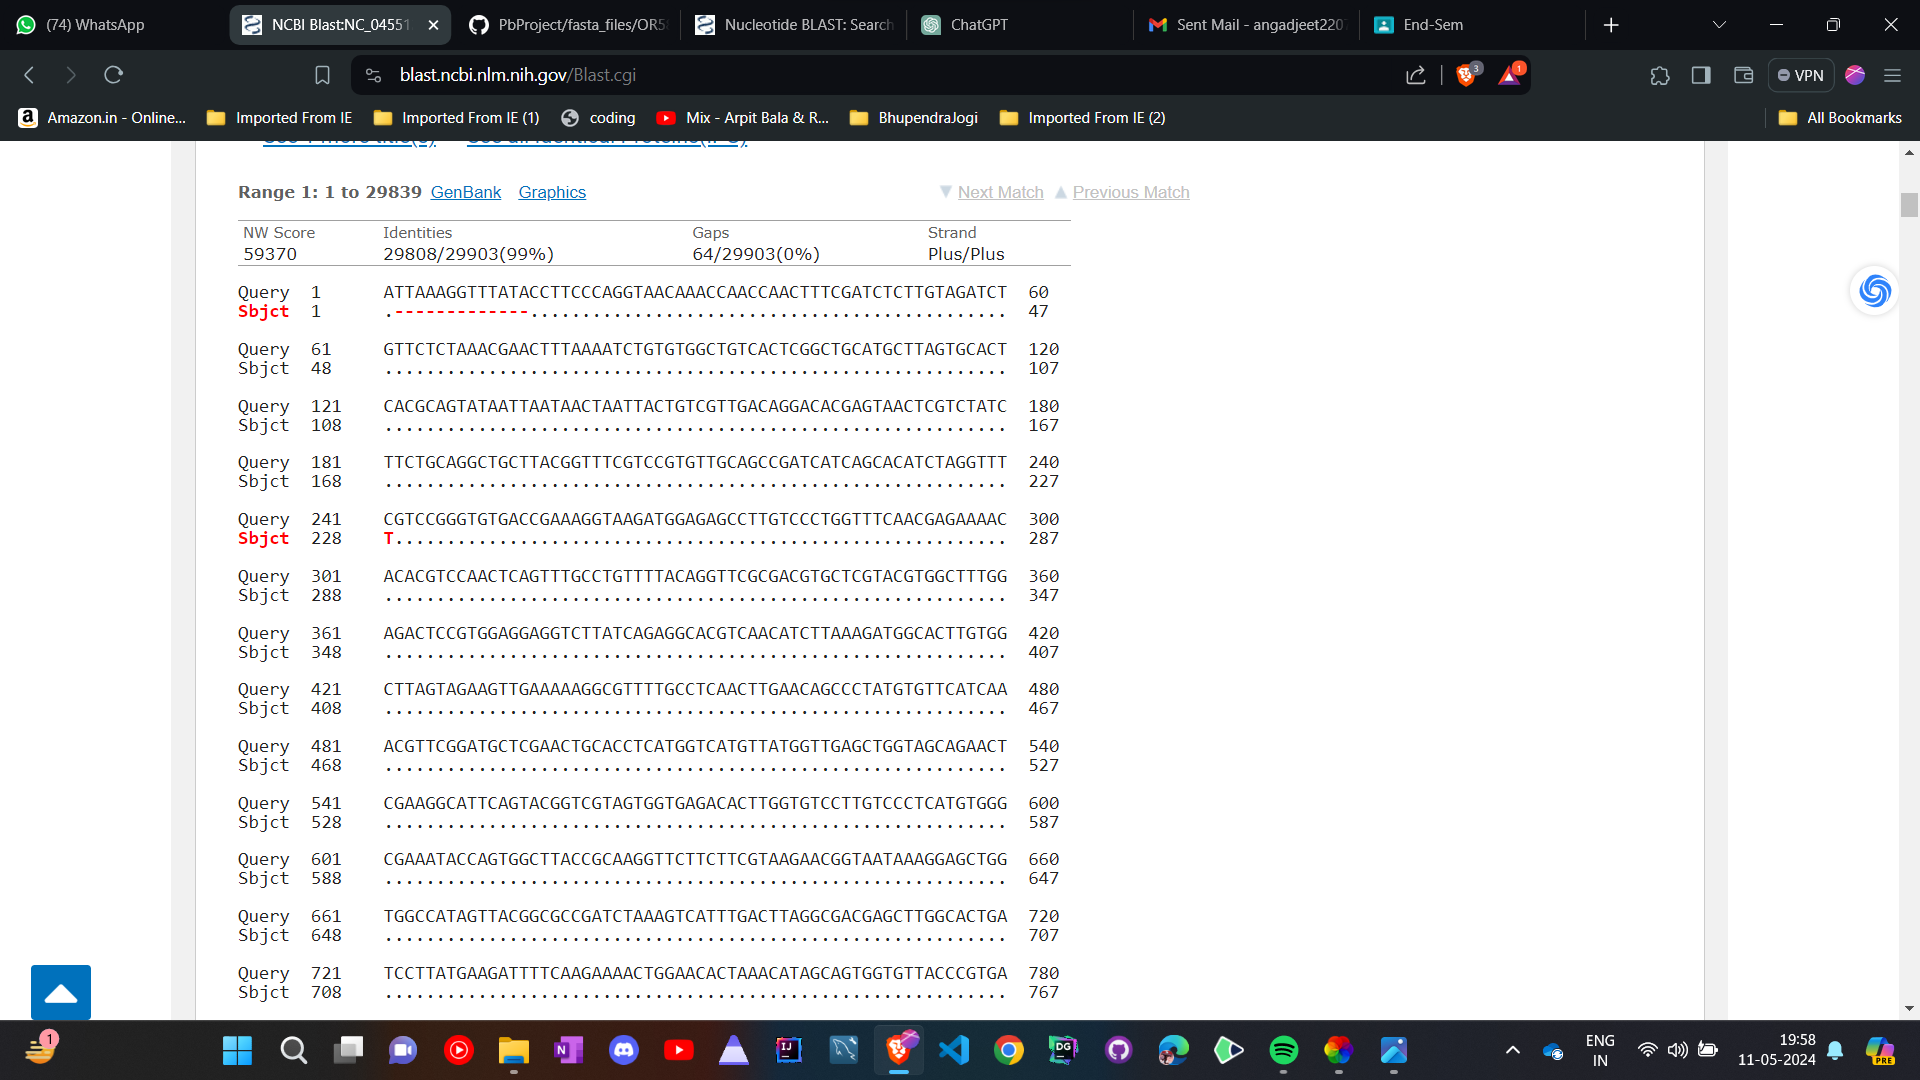 (74) WhatsApp
NCBI Blast:NC_04551
PbProject/fasta_files/OR5
Nucleotide BLAST: Search
ChatGPT
Sent Mail - angadjeet220
End-Sem
blast.ncbi.nlm.nih.gov/Blast.cgi
3
1
VPN
Amazon.in - Online...
Imported From IE
Imported From IE (1)
coding
Mix - Arpit Bala & R...
BhupendraJogi
Imported From IE (2)
All Bookmarks
Range 1: 1 to 29839 GenBank Graphics
Next Match Previous Match
NW Score Identities Gaps Strand
59370 29808/29903(99%) 64/29903(0%) Plus/Plus
Query 1 ATTAAAGGTTTATACCTTCCCAGGTAACAAACCAACCAACTTTCGATCTCTTGTAGATCT 60
Sbjct 1 .-------------.............................................. 47
Query 61 GTTCTCTAAACGAACTTTAAAATCTGTGTGGCTGTCACTCGGCTGCATGCTTAGTGCACT 120
Sbjct 48 ............................................................ 107
Query 121 CACGCAGTATAATTAATAACTAATTACTGTCGTTGACAGGACACGAGTAACTCGTCTATC 180
Sbjct 108 ............................................................ 167
Query 181 TTCTGCAGGCTGCTTACGGTTTCGTCCGTGTTGCAGCCGATCATCAGCACATCTAGGTTT 240
Sbjct 168 ............................................................ 227
Query 241 CGTCCGGGTGTGACCGAAAGGTAAGATGGAGAGCCTTGTCCCTGGTTTCAACGAGAAAAC 300
Sbjct 228 T........................................................... 287
Query 301 ACACGTCCAACTCAGTTTGCCTGTTTTACAGGTTCGCGACGTGCTCGTACGTGGCTTTGG 360
Sbjct 288 ............................................................ 347
Query 361 AGACTCCGTGGAGGAGGTCTTATCAGAGGCACGTCAACATCTTAAAGATGGCACTTGTGG 420
Sbjct 348 ............................................................ 407
Query 421 CTTAGTAGAAGTTGAAAAAGGCGTTTTGCCTCAACTTGAACAGCCCTATGTGTTCATCAA 480
Sbjct 408 ............................................................ 467
Query 481 ACGTTCGGATGCTCGAACTGCACCTCATGGTCATGTTATGGTTGAGCTGGTAGCAGAACT 540
Sbjct 468 ............................................................ 527
Query 541 CGAAGGCATTCAGTACGGTCGTAGTGGTGAGACACTTGGTGTCCTTGTCCCTCATGTGGG 600
Sbjct 528 ............................................................ 587
Query 601 CGAAATACCAGTGGCTTACCGCAAGGTTCTTCTTCGTAAGAACGGTAATAAAGGAGCTGG 660
Sbjct 588 ............................................................ 647
Query 661 TGGCCATAGTTACGGCGCCGATCTAAAGTCATTTGACTTAGGCGACGAGCTTGGCACTGA 720
Sbjct 648 ............................................................ 707
Query 721 TCCTTATGAAGATTTTCAAGAAAACTGGAACACTAAACATAGCAGTGGTGTTACCCGTGA 780
Sbjct 708 ............................................................ 767
1
ENG
IN
19:58
11-05-2024
PRE